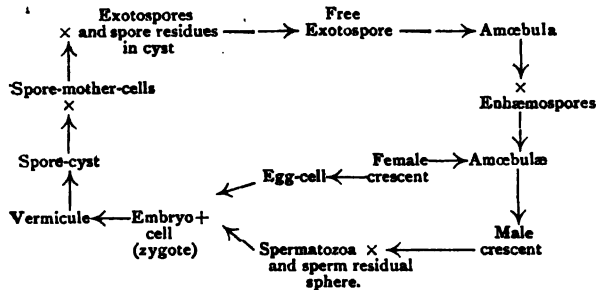 Exotospores
and spore residues
in cyst
Free
Exotospore
Amœbula
×
×
Enhæmospores
Spore-mother-cells
×
Spore-cyst
Female
crescent
Amœbulæ
Egg-cell
Vermicule
Embryo+
cell
(zygote)
Male
crescent
Spermatozoa ×
and sperm residual
sphere.